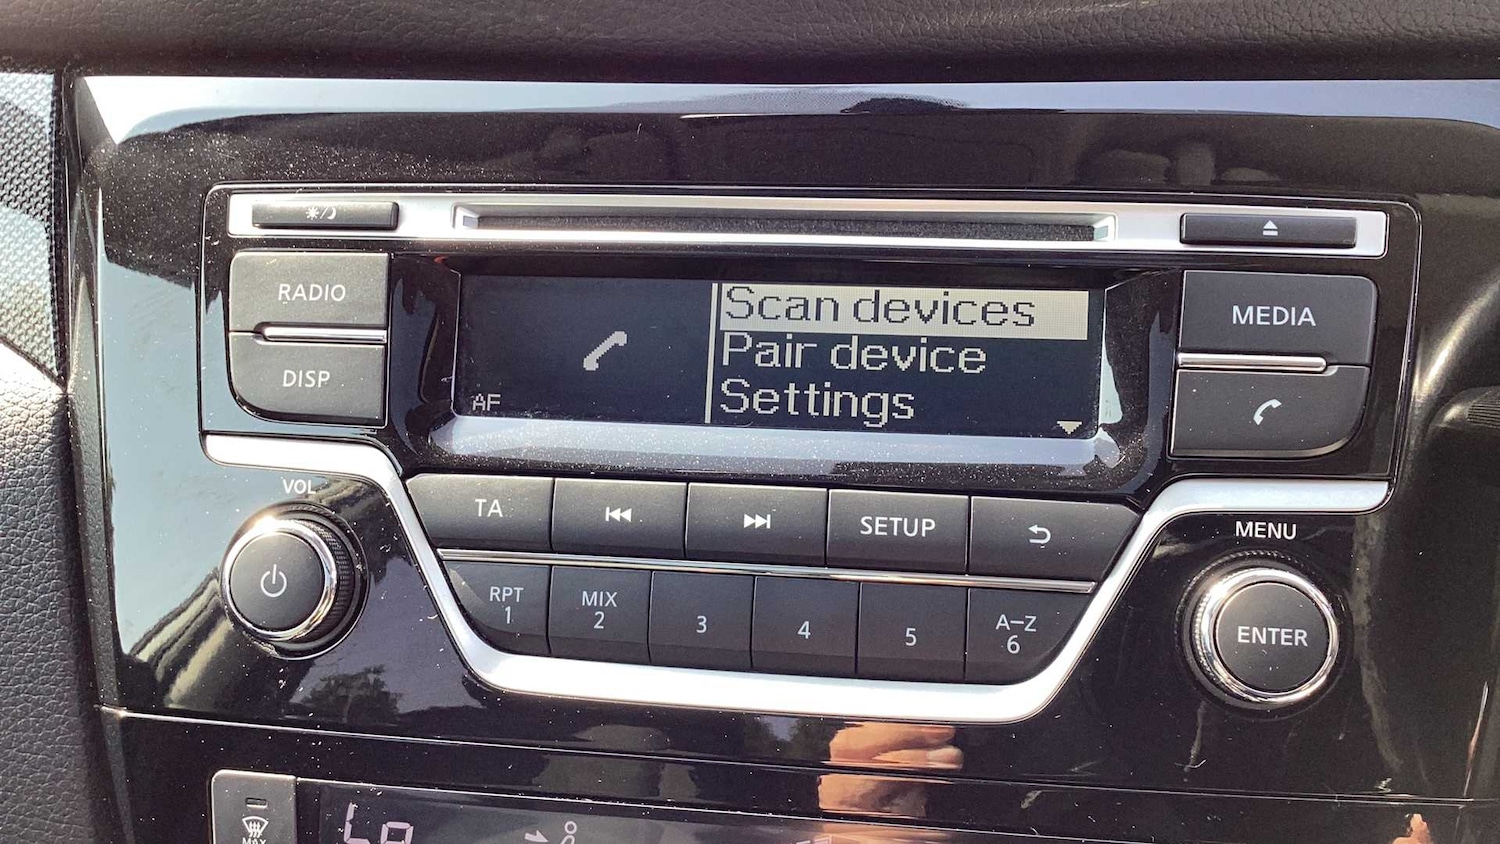 RADIO
DISP
AF
Scan devices
Pair device
Settings
MEDIA
VOL
TA
SETUP
MENU
RPT
1
MIX
2
3
4
5
A–Z
6
ENTER
MAX
Lo